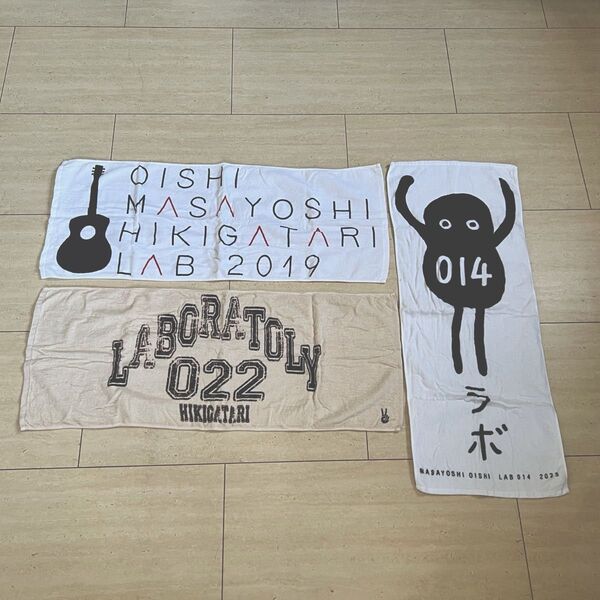 OISHI
MASAYOSHI
HIKIGATARI
LAB 2019
LABORATOLY
022
HIKIGATARI
014
ラボ
MASAYOSHI OISHI LAB 014